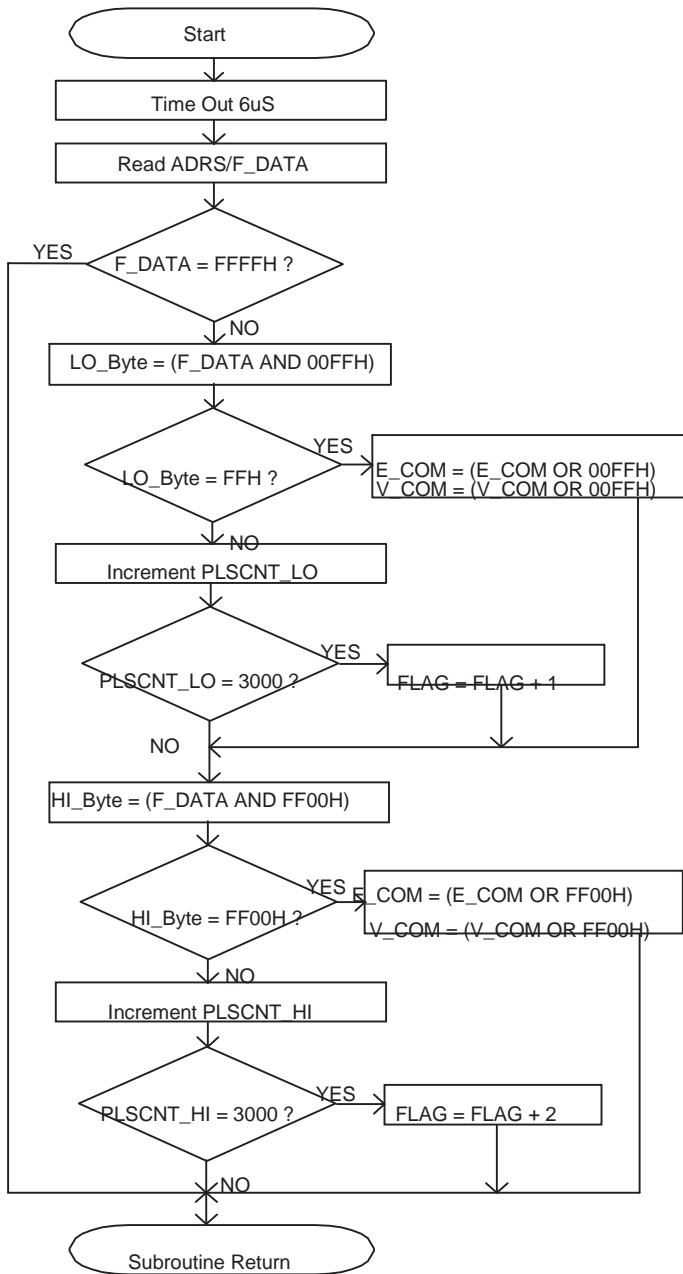 Start
Time Out 6uS
Read ADRS/F_DATA
YES
F_DATA = FFFFH ?
NO
LO_Byte = (F_DATA AND 00FFH)
YES
LO_Byte = FFH ?
E_COM = (E_COM OR 00FFH)
V_COM = (V_COM OR 00FFH)
NO
Increment PLSCNT_LO
YES
PLSCNT_LO = 3000 ?
FLAG = FLAG + 1
NO
HI_Byte = (F_DATA AND FF00H)
YES
HI_Byte = FF00H ?
E_COM = (E_COM OR FF00H)
V_COM = (V_COM OR FF00H)
NO
Increment PLSCNT_HI
YES
PLSCNT_HI = 3000 ?
FLAG = FLAG + 2
NO
Subroutine Return